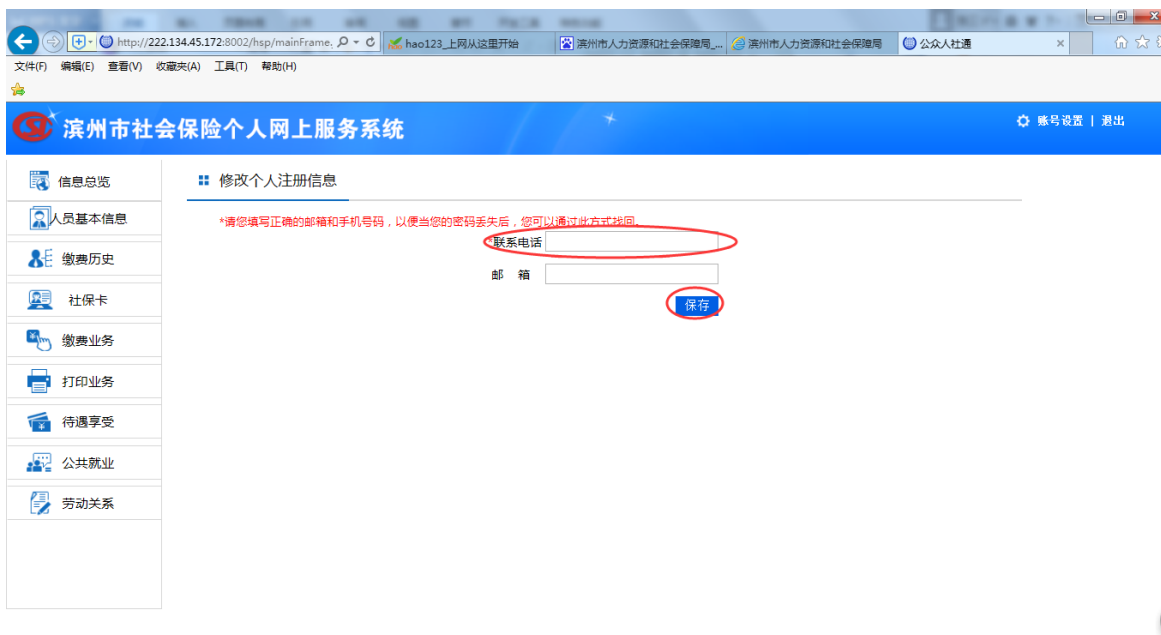 http://222.134.45.172:8002/hsp/mainFrame.
hao123_上网从这里开始
滨州市人力资源和社会保障局_...
滨州市人力资源和社会保障局
公众人社通
文件(F) 编辑(E) 查看(V) 收藏夹(A) 工具(T) 帮助(H)
滨州市社会保险个人网上服务系统
账号设置 | 退出
信息总览
人员基本信息
缴费历史
社保卡
缴费业务
打印业务
待遇享受
公共就业
劳动关系
修改个人注册信息
*请您填写正确的邮箱和手机号码，以便当您的密码丢失后，您可以通过此方式找回。
*联系电话
邮 箱
保存